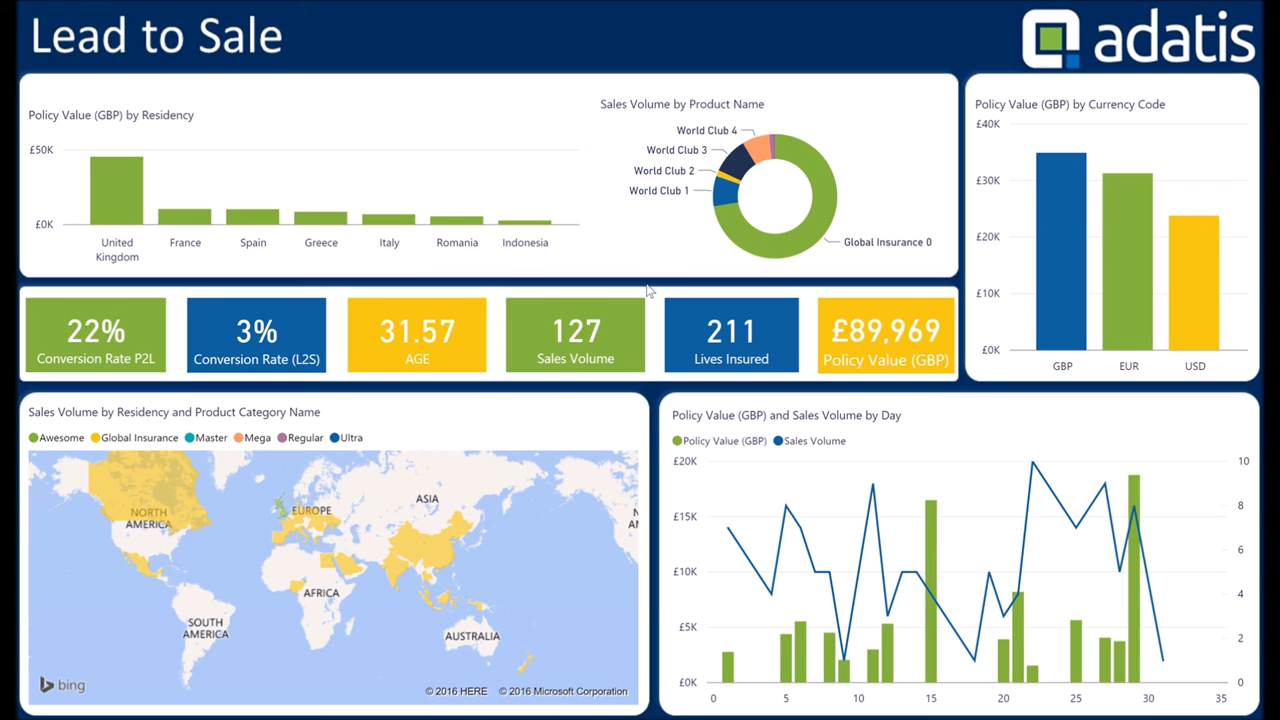 Lead to Sale
adatis
Policy Value (GBP) by Residency
£50K
£0K
United
Kingdom
France
Spain
Greece
Italy
Romania
Indonesia
Sales Volume by Product Name
World Club 4
World Club 3
World Club 2
World Club 1
Global Insurance 0
Policy Value (GBP) by Currency Code
£40K
£30K
£20K
£10K
£0K
GBP
EUR
USD
22%
Conversion Rate P2L
3%
Conversion Rate (L2S)
31.57
AGE
127
Sales Volume
211
Lives Insured
£89,969
Policy Value (GBP)
Sales Volume by Residency and Product Category Name
Awesome
Global Insurance
Master
Mega
Regular
Ultra
NORTH
AMERICA
EUROPE
ASIA
AFRICA
SOUTH
AMERICA
AUSTRALIA
N
AM
bing
© 2016 HERE
© 2016 Microsoft Corporation
Policy Value (GBP) and Sales Volume by Day
Policy Value (GBP)
Sales Volume
£20K
£15K
£10K
£5K
£0K
10
8
6
4
2
0
0
5
10
15
20
25
30
35